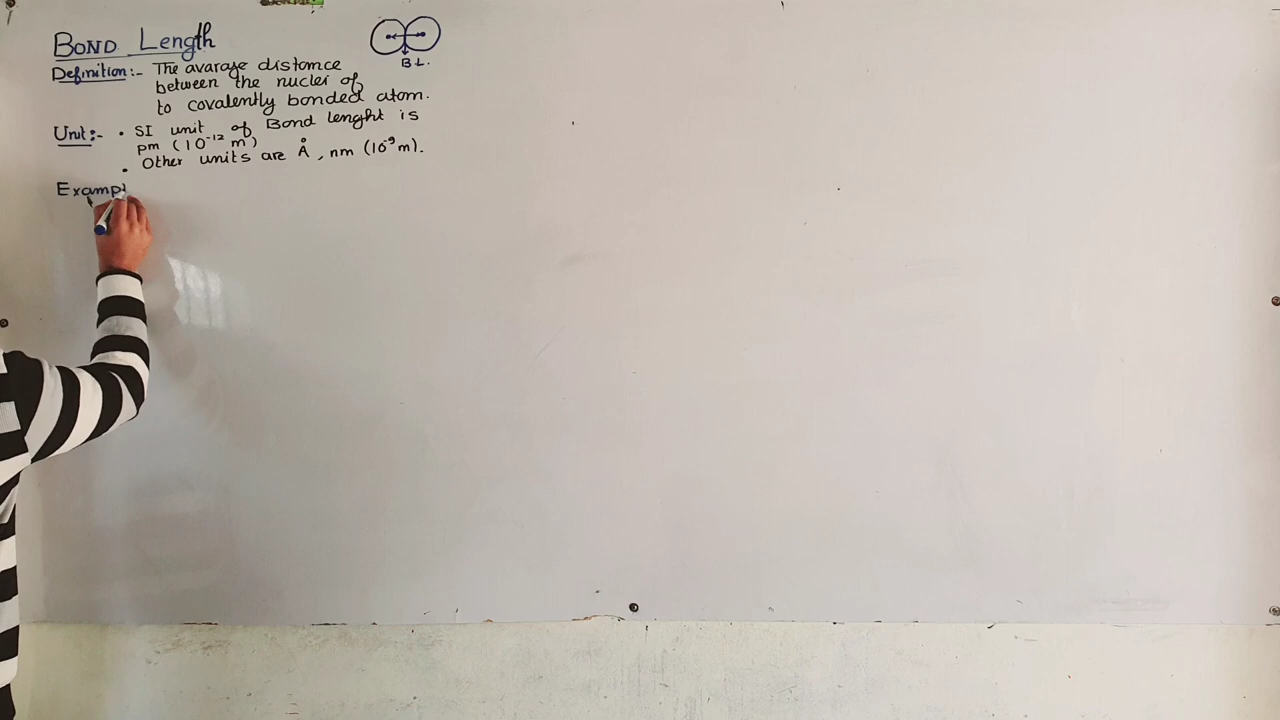 BOND Length
B L.
Definition:- The avarage distance
between the nuclei of
to covalently bonded atom.
Unit:- • SI unit of Bond lenght is
pm (10⁻¹² m)
• Other units are Å, nm (10⁻⁹ m).
Exampl